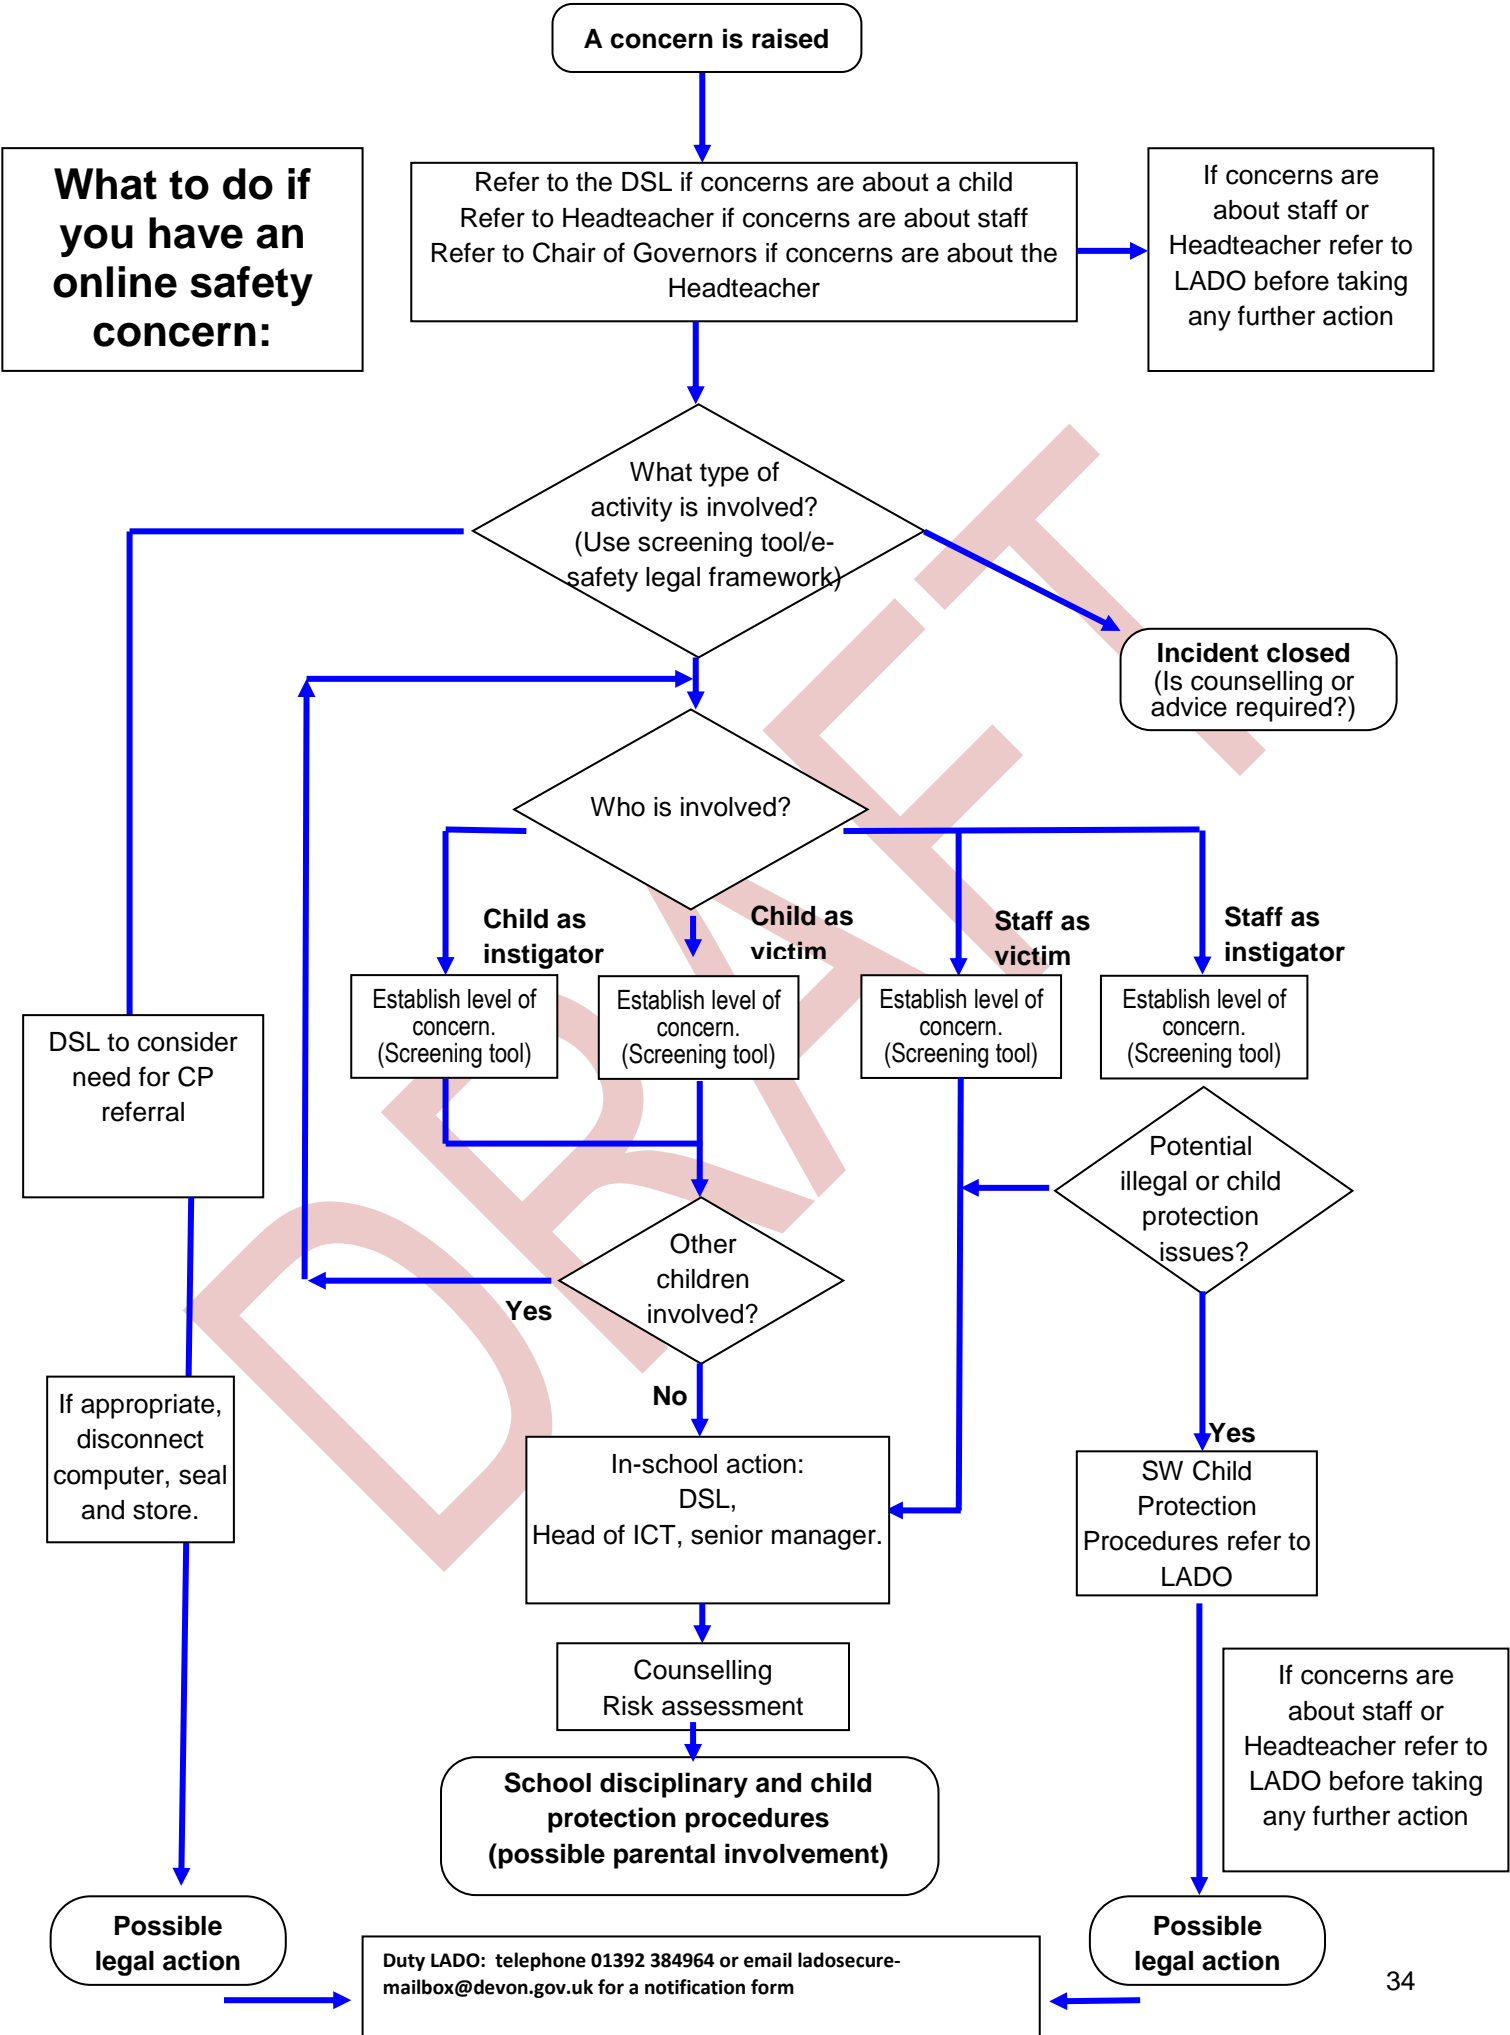 A concern is raised
What to do if
you have an
online safety
concern:
Refer to the DSL if concerns are about a child
Refer to Headteacher if concerns are about staff
Refer to Chair of Governors if concerns are about the
Headteacher
If concerns are
about staff or
Headteacher refer to
LADO before taking
any further action
What type of
activity is involved?
(Use screening tool/e-
safety legal framework)
Incident closed
(Is counselling or
advice required?)
Who is involved?
Child as
instigator
Child as
victim
Staff as
victim
Staff as
instigator
Establish level of
concern.
(Screening tool)
Establish level of
concern.
(Screening tool)
Establish level of
concern.
(Screening tool)
Establish level of
concern.
(Screening tool)
DSL to consider
need for CP
referral
Potential
illegal or child
protection
issues?
Other
children
involved?
Yes
No
If appropriate,
disconnect
computer, seal
and store.
In-school action:
DSL,
Head of ICT, senior manager.
Yes
SW Child
Protection
Procedures refer to
LADO
Counselling
Risk assessment
If concerns are
about staff or
Headteacher refer to
LADO before taking
any further action
School disciplinary and child
protection procedures
(possible parental involvement)
Possible
legal action
Possible
legal action
Duty LADO:  telephone 01392 384964 or email ladosecure-
mailbox@devon.gov.uk for a notification form
34
DRAFT